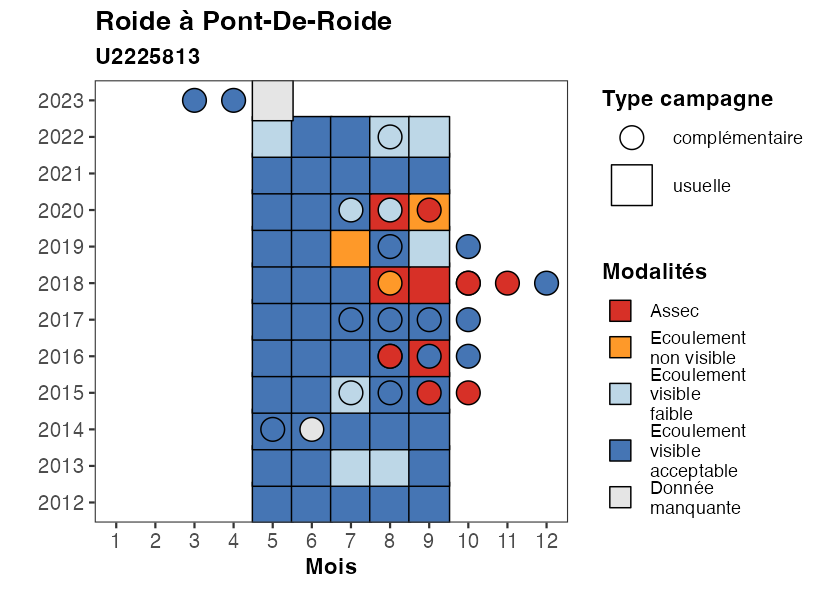 Roide à Pont-De-Roide
U2225813
2023
2022
2021
2020
2019
2018
2017
2016
2015
2014
2013
2012
1 2 3 4 5 6 7 8 9 10 11 12
Mois
Type campagne
complémentaire
usuelle
Modalités
Assec
Ecoulement
non visible
Ecoulement
visible
faible
Ecoulement
visible
acceptable
Donnée
manquante